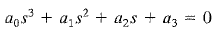 a₀s³ + a₁s² + a₂s + a₃ = 0